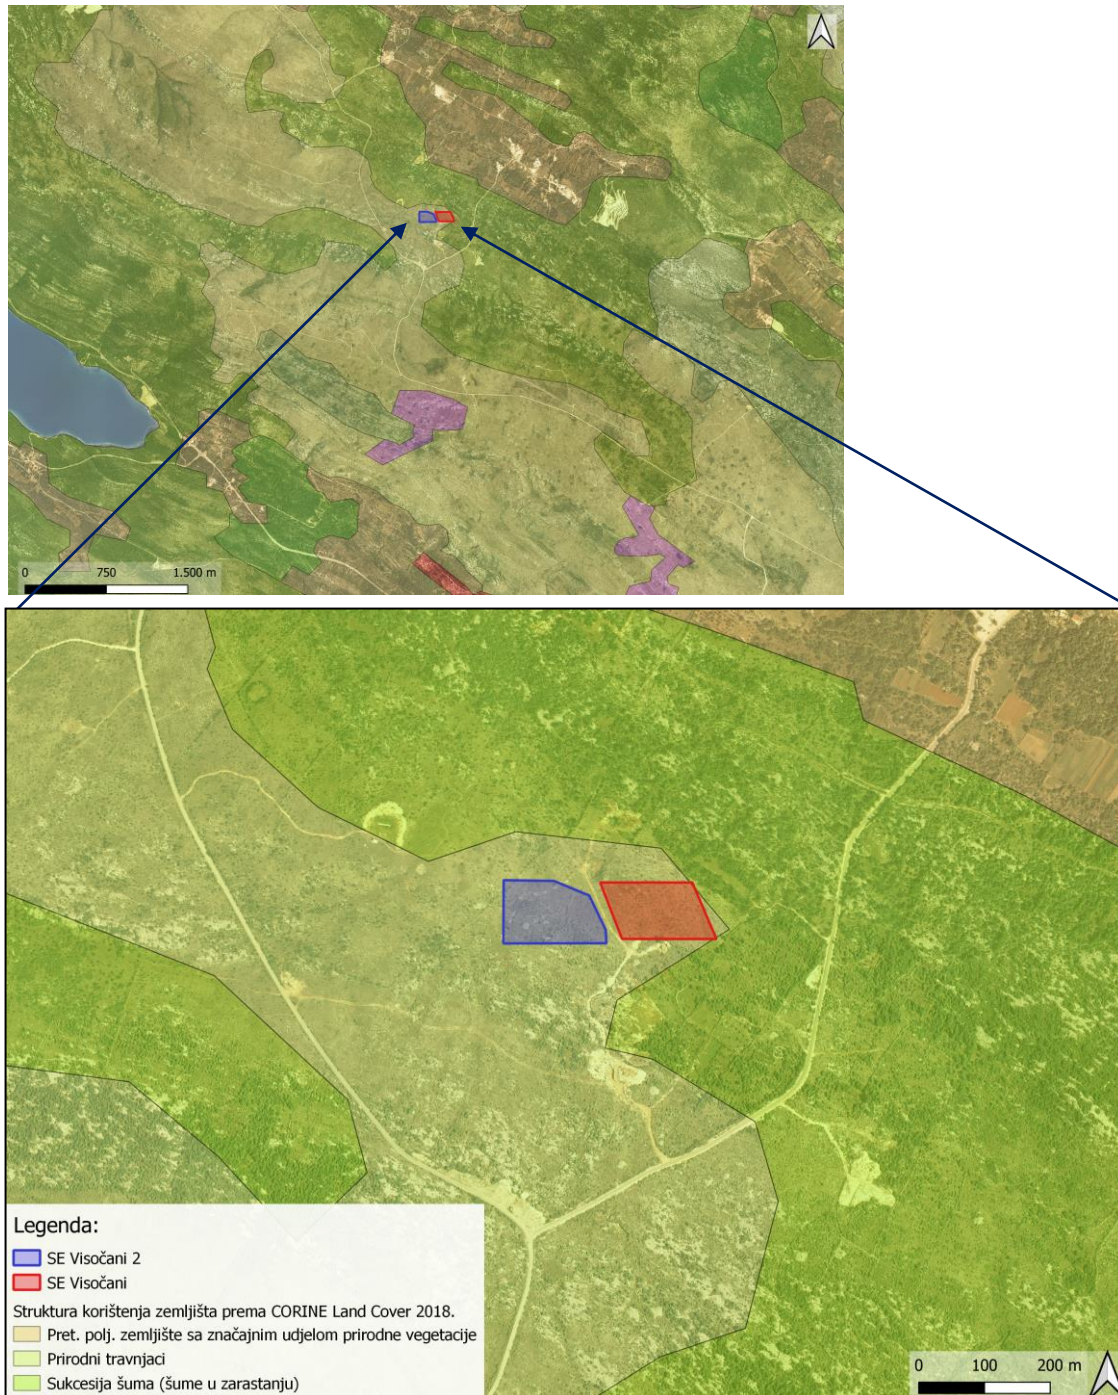 0 750 1.500 m
Legenda:
SE Visočani 2
SE Visočani
Struktura korištenja zemljišta prema CORINE Land Cover 2018.
Pret. polj. zemljište sa značajnim udjelom prirodne vegetacije
Prirodni travnjaci
Sukcesija šuma (šume u zarastanju)
0 100 200 m